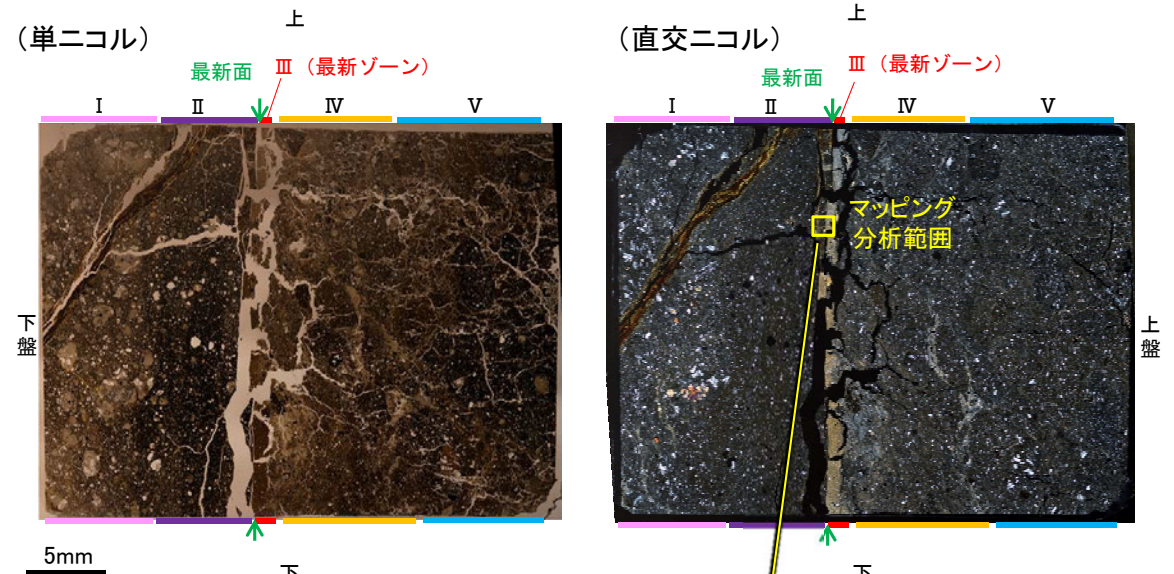 上
（単ニコル）
最新面
Ⅲ（最新ゾーン）
Ⅰ
Ⅱ
Ⅳ
Ⅴ
下盤
5mm
下
上
（直交ニコル）
最新面
Ⅲ（最新ゾーン）
Ⅰ
Ⅱ
Ⅳ
Ⅴ
マッピング
分析範囲
上盤
下